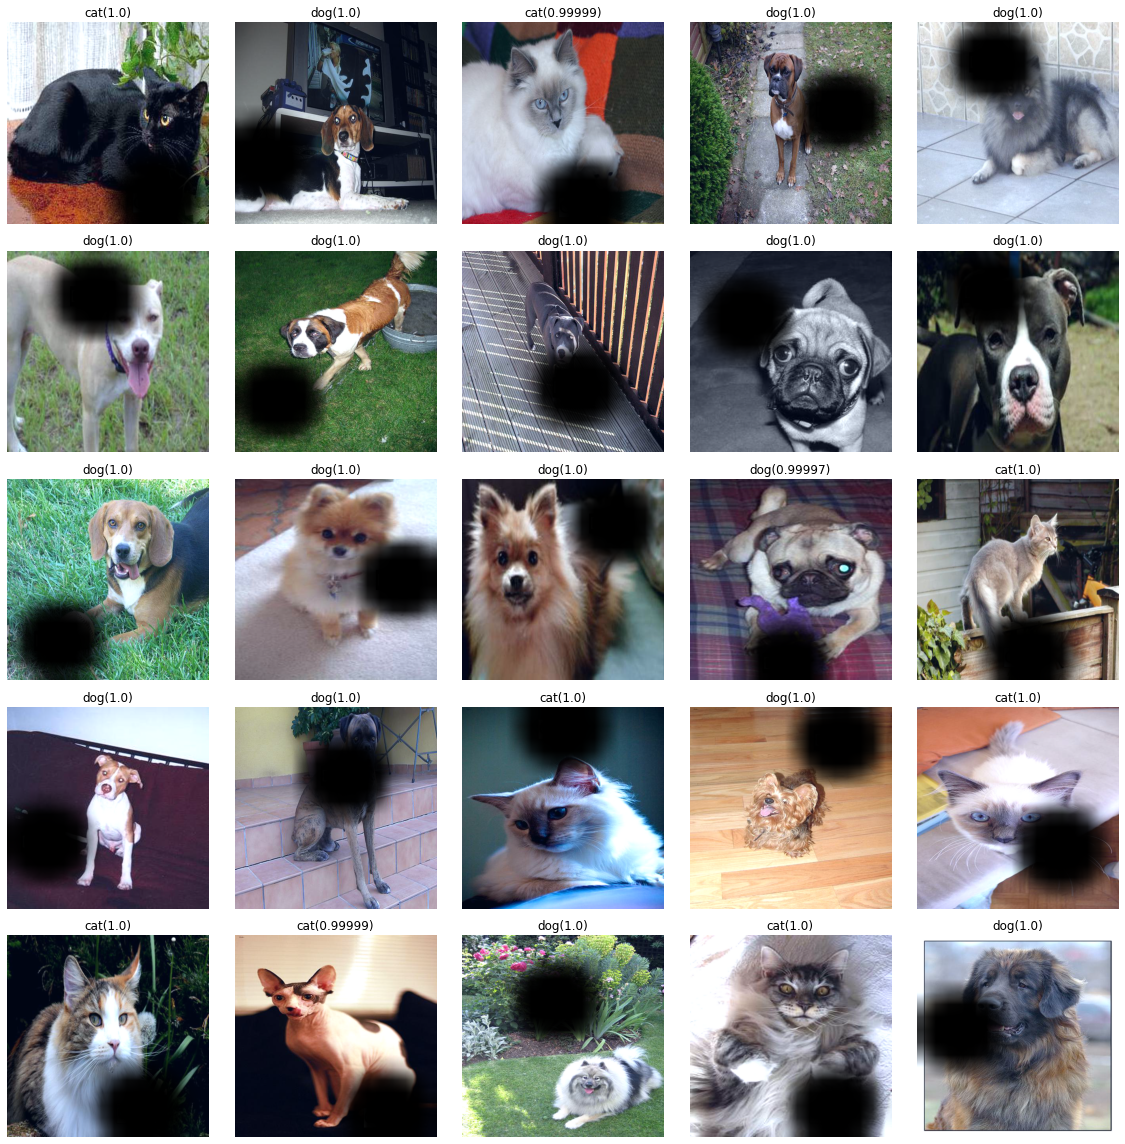 cat(1.0) dog(1.0) cat(0.99999) dog(1.0) dog(1.0)
dog(1.0) dog(1.0) dog(1.0) dog(1.0) dog(1.0)
dog(1.0) dog(1.0) dog(1.0) dog(0.99997) cat(1.0)
dog(1.0) dog(1.0) cat(1.0) dog(1.0) cat(1.0)
cat(1.0) cat(0.99999) dog(1.0) cat(1.0) dog(1.0)